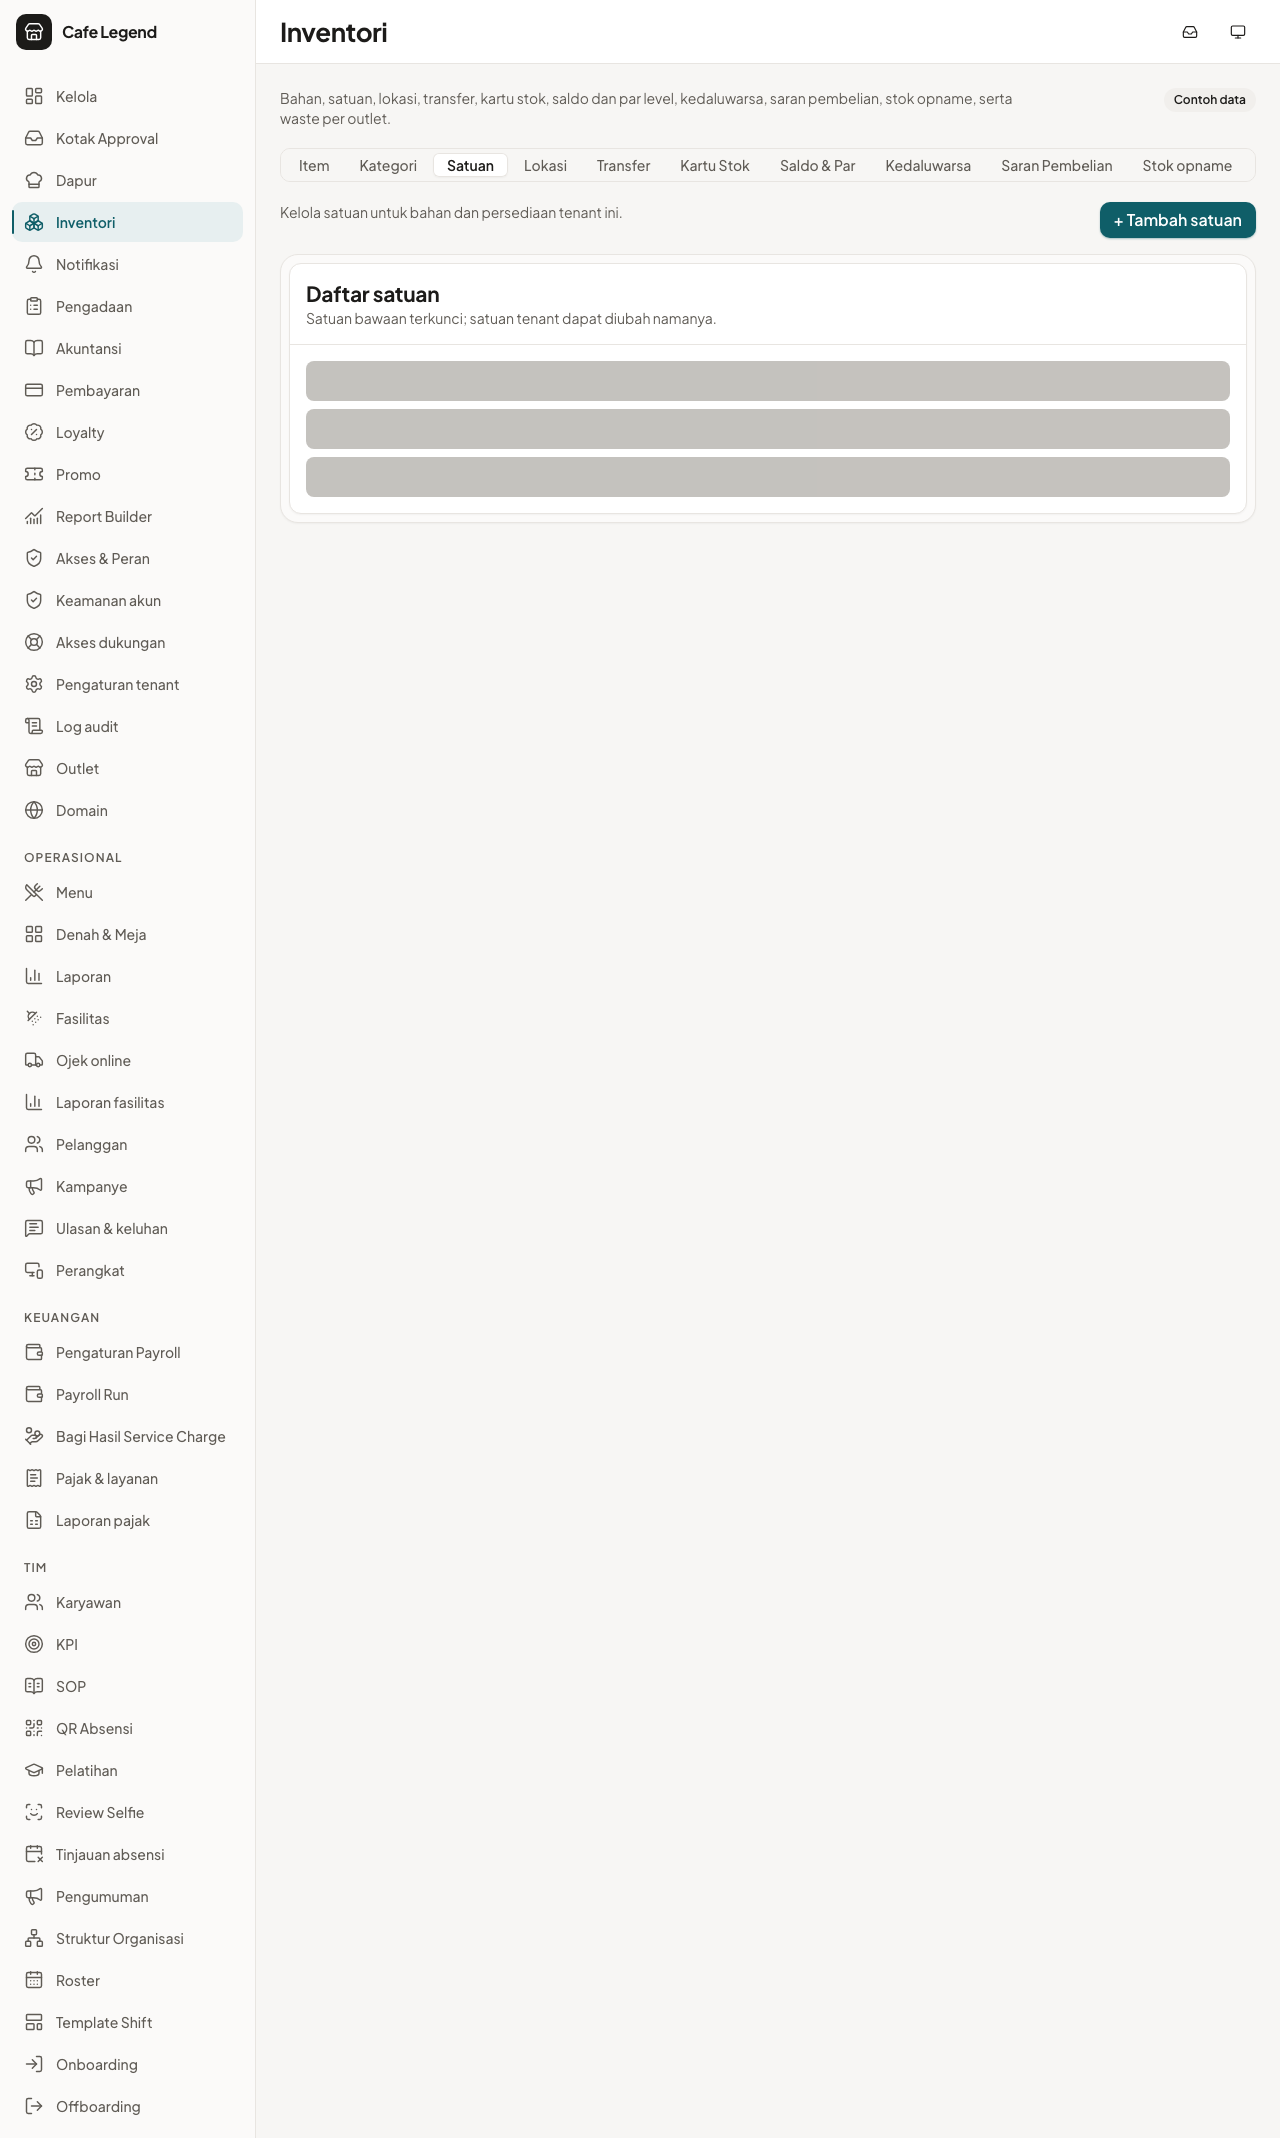 Cafe Legend
Kelola
Kotak Approval
Dapur
Inventori
Notifikasi
Pengadaan
Akuntansi
Pembayaran
Loyalty
Promo
Report Builder
Akses & Peran
Keamanan akun
Akses dukungan
Pengaturan tenant
Log audit
Outlet
Domain
OPERASIONAL
Menu
Denah & Meja
Laporan
Fasilitas
Ojek online
Laporan fasilitas
Pelanggan
Kampanye
Ulasan & keluhan
Perangkat
KEUANGAN
Pengaturan Payroll
Payroll Run
Bagi Hasil Service Charge
Pajak & layanan
Laporan pajak
TIM
Karyawan
KPI
SOP
QR Absensi
Pelatihan
Review Selfie
Tinjauan absensi
Pengumuman
Struktur Organisasi
Roster
Template Shift
Onboarding
Offboarding
Inventori
Bahan, satuan, lokasi, transfer, kartu stok, saldo dan par level, kedaluwarsa, saran pembelian, stok opname, serta
waste per outlet.
Contoh data
Item Kategori Satuan Lokasi Transfer Kartu Stok Saldo & Par Kedaluwarsa Saran Pembelian Stok opname
Kelola satuan untuk bahan dan persediaan tenant ini.
+ Tambah satuan
Daftar satuan
Satuan bawaan terkunci; satuan tenant dapat diubah namanya.